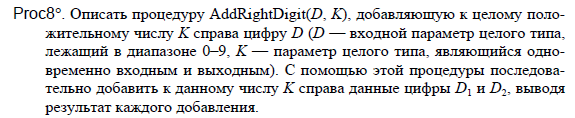 Proc8°. Описать процедуру AddRightDigit(D, K), добавляющую к целому поло-
жительному числу K справа цифру D (D — входной параметр целого типа,
лежащий в диапазоне 0–9, K — параметр целого типа, являющийся одно-
временно входным и выходным). С помощью этой процедуры последова-
тельно добавить к данному числу K справа данные цифры D₁ и D₂, выводя
результат каждого добавления.